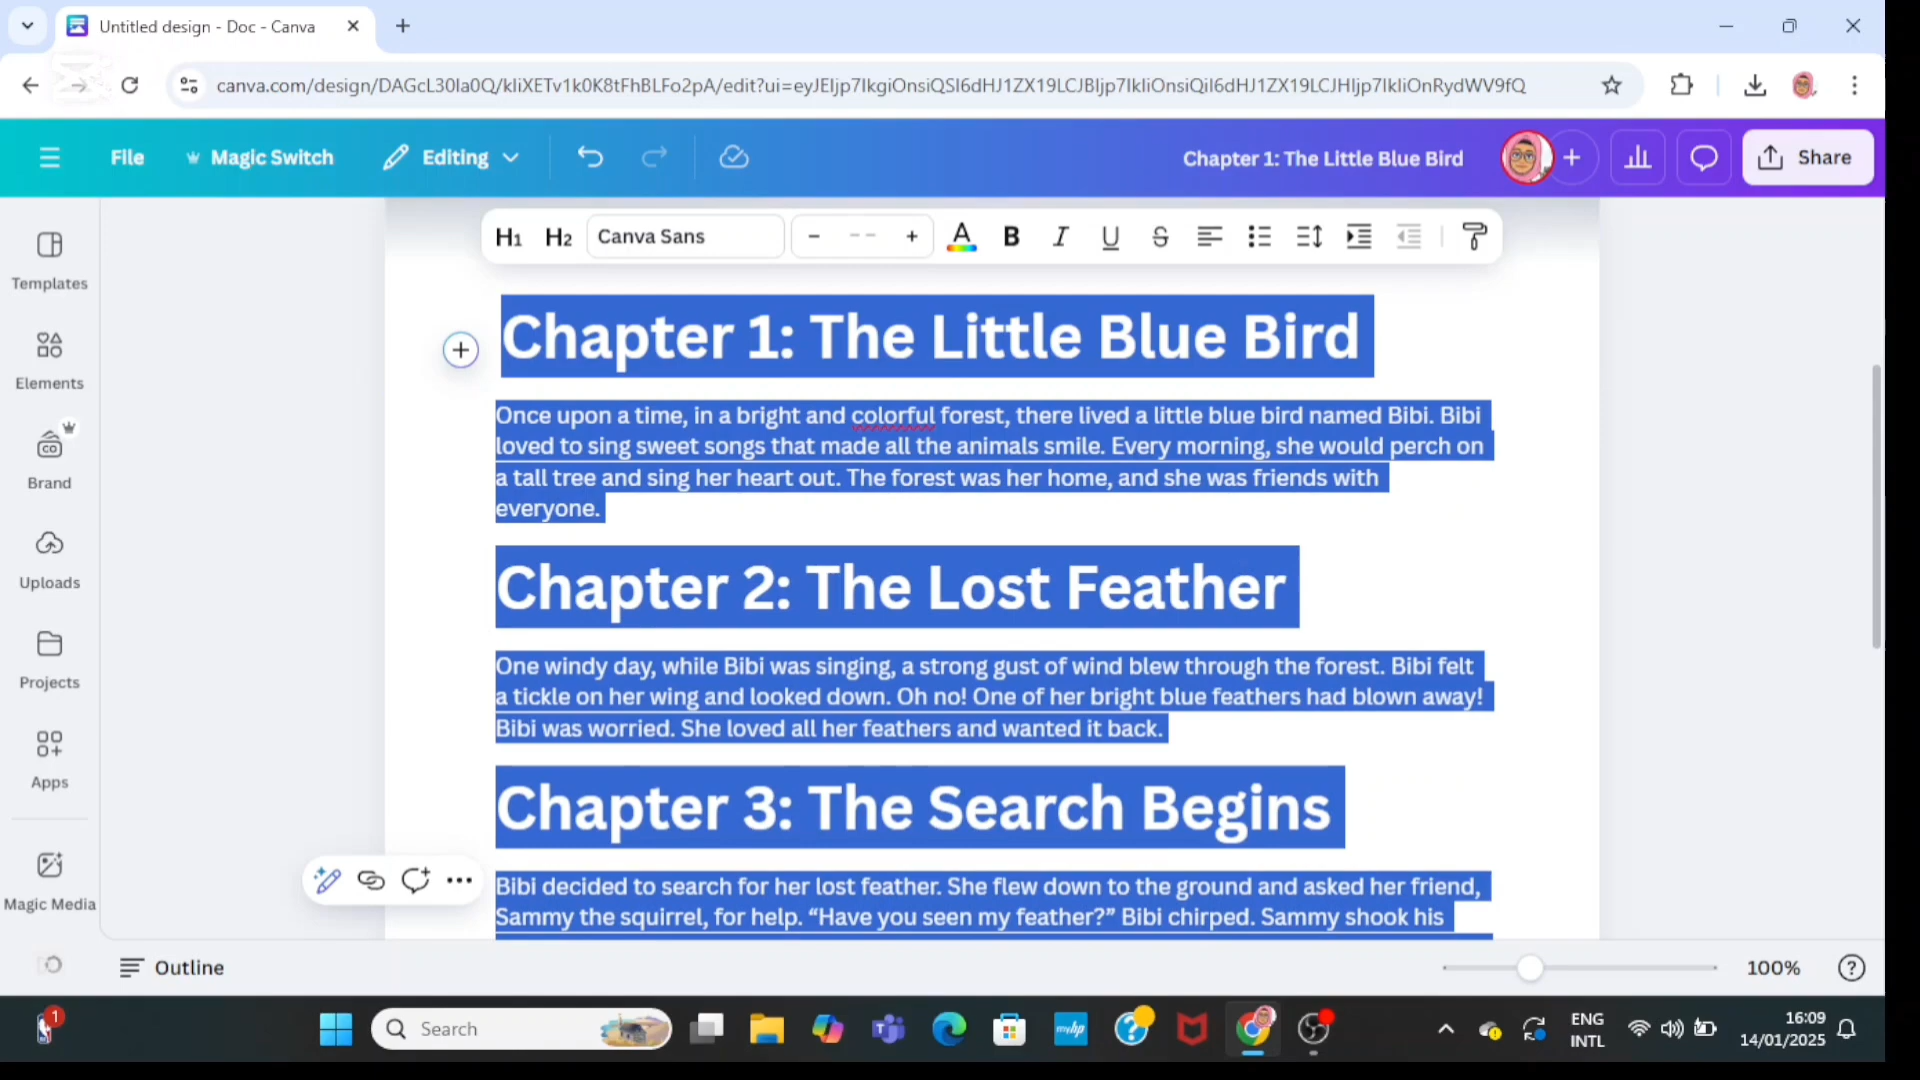 Untitled design - Doc - Canva
canva.com/design/DAGcL30Ia0Q/kIiXETv1k0K8tFhBLFo2pA/edit?ui=eyJEIjp7IkgiOnsiQSI6dHJ1ZX19LCJBIjp7IkIiOnsiQiI6dHJ1ZX19LCJHIjp7IkIiOnRydWV9fQ
File
Magic Switch
Editing
Chapter 1: The Little Blue Bird
Share
H1 H2 Canva Sans - -- + A B I U S
Templates
Elements
Brand
Uploads
Projects
Apps
Magic Media
Chapter 1: The Little Blue Bird
Once upon a time, in a bright and colorful forest, there lived a little blue bird named Bibi. Bibi
loved to sing sweet songs that made all the animals smile. Every morning, she would perch on
a tall tree and sing her heart out. The forest was her home, and she was friends with
everyone.
Chapter 2: The Lost Feather
One windy day, while Bibi was singing, a strong gust of wind blew through the forest. Bibi felt
a tickle on her wing and looked down. Oh no! One of her bright blue feathers had blown away!
Bibi was worried. She loved all her feathers and wanted it back.
Chapter 3: The Search Begins
Bibi decided to search for her lost feather. She flew down to the ground and asked her friend,
Sammy the squirrel, for help. “Have you seen my feather?” Bibi chirped. Sammy shook his
Outline
100%
?
1
Search
myhp
ENG
INTL
16:09
14/01/2025